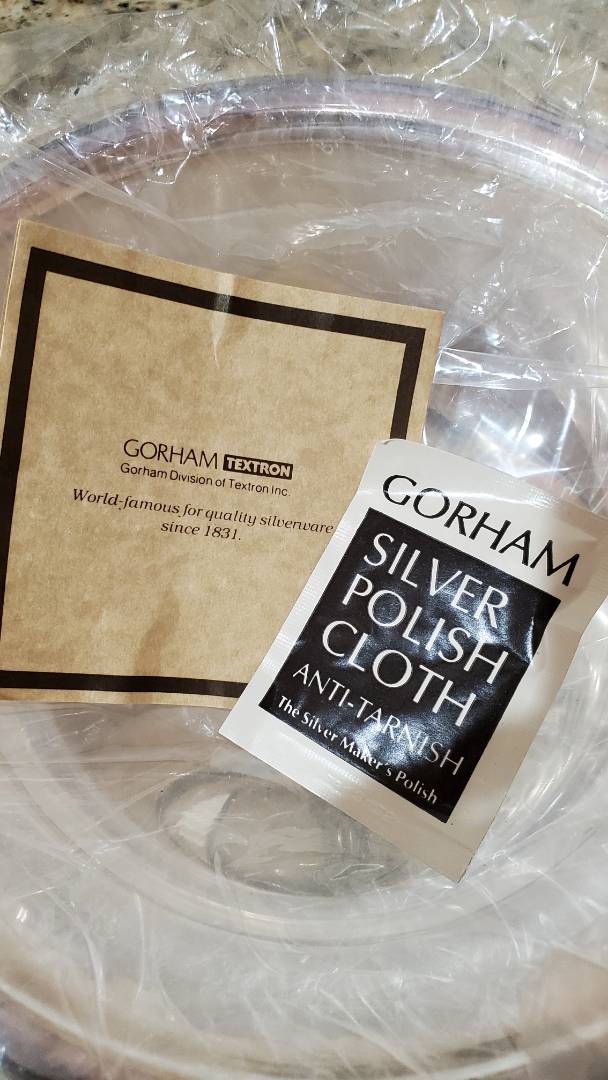 GORHAM TEXTRON
Gorham Division of Textron Inc.
World-famous for quality silverware
since 1831.
GORHAM
SILVER
POLISH
CLOTH
ANTI-TARNISH
The Silver Maker's Polish